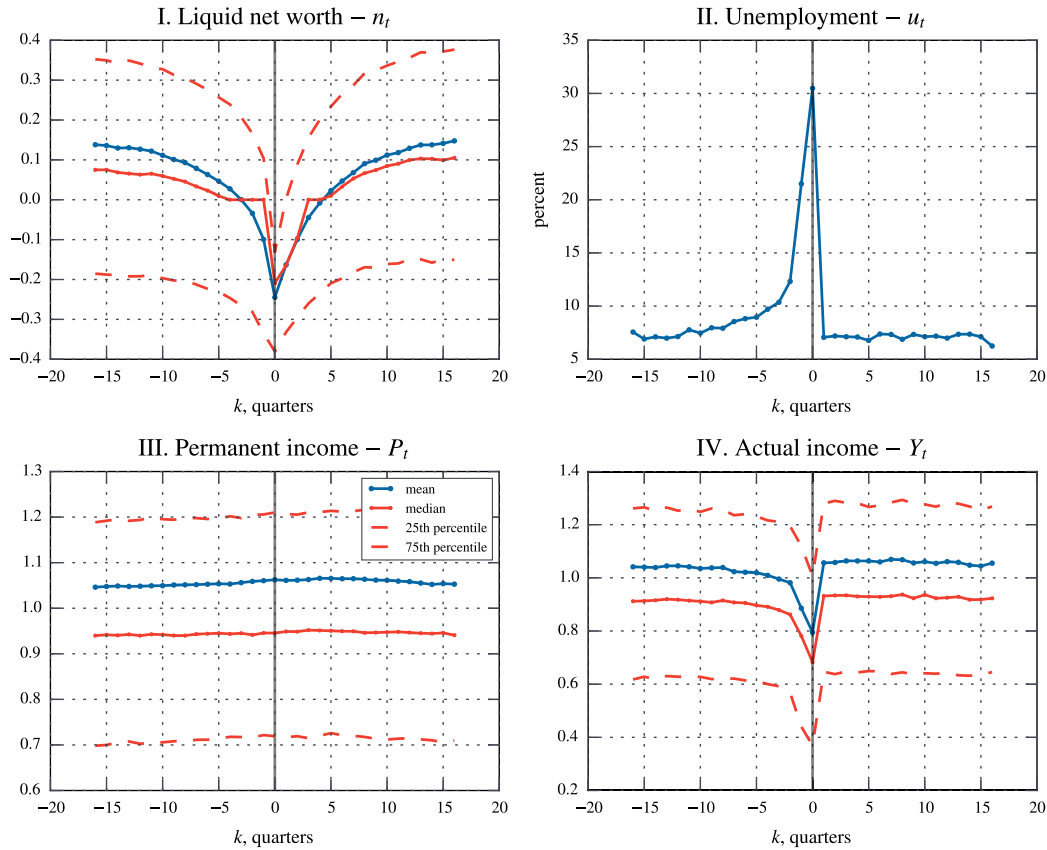 I. Liquid net worth − n_t
0.4
0.3
0.2
0.1
0.0
−0.1
−0.2
−0.3
−0.4
−20 −15 −10 −5 0 5 10 15 20
k, quarters
II. Unemployment − u_t
percent
35
30
25
20
15
10
5
−20 −15 −10 −5 0 5 10 15 20
k, quarters
III. Permanent income − P_t
1.3
1.2
1.1
1.0
0.9
0.8
0.7
0.6
mean
median
25th percentile
75th percentile
−20 −15 −10 −5 0 5 10 15 20
k, quarters
IV. Actual income − Y_t
1.4
1.2
1.0
0.8
0.6
0.4
0.2
−20 −15 −10 −5 0 5 10 15 20
k, quarters